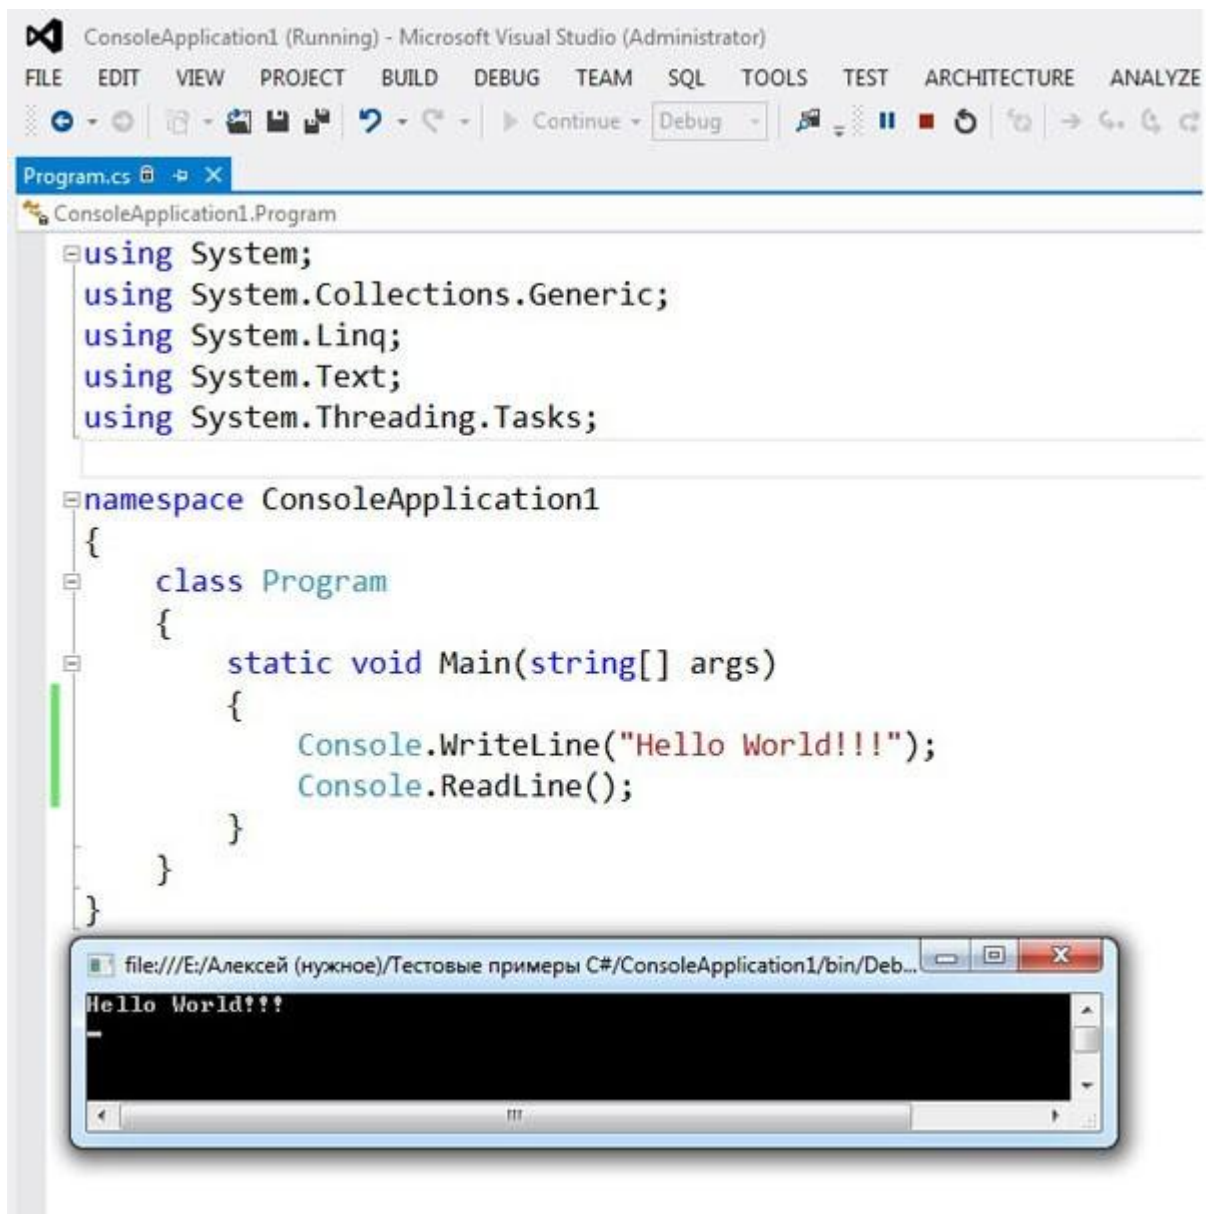 ConsoleApplication1 (Running) - Microsoft Visual Studio (Administrator)
FILE EDIT VIEW PROJECT BUILD DEBUG TEAM SQL TOOLS TEST ARCHITECTURE ANALYZE
Continue Debug
Program.cs
ConsoleApplication1.Program
using System;
using System.Collections.Generic;
using System.Linq;
using System.Text;
using System.Threading.Tasks;
namespace ConsoleApplication1
{
class Program
{
static void Main(string[] args)
{
Console.WriteLine("Hello World!!!");
Console.ReadLine();
}
}
}
file:///E:/Алексей (нужное)/Тестовые примеры C#/ConsoleApplication1/bin/Deb...
Hello World!!!